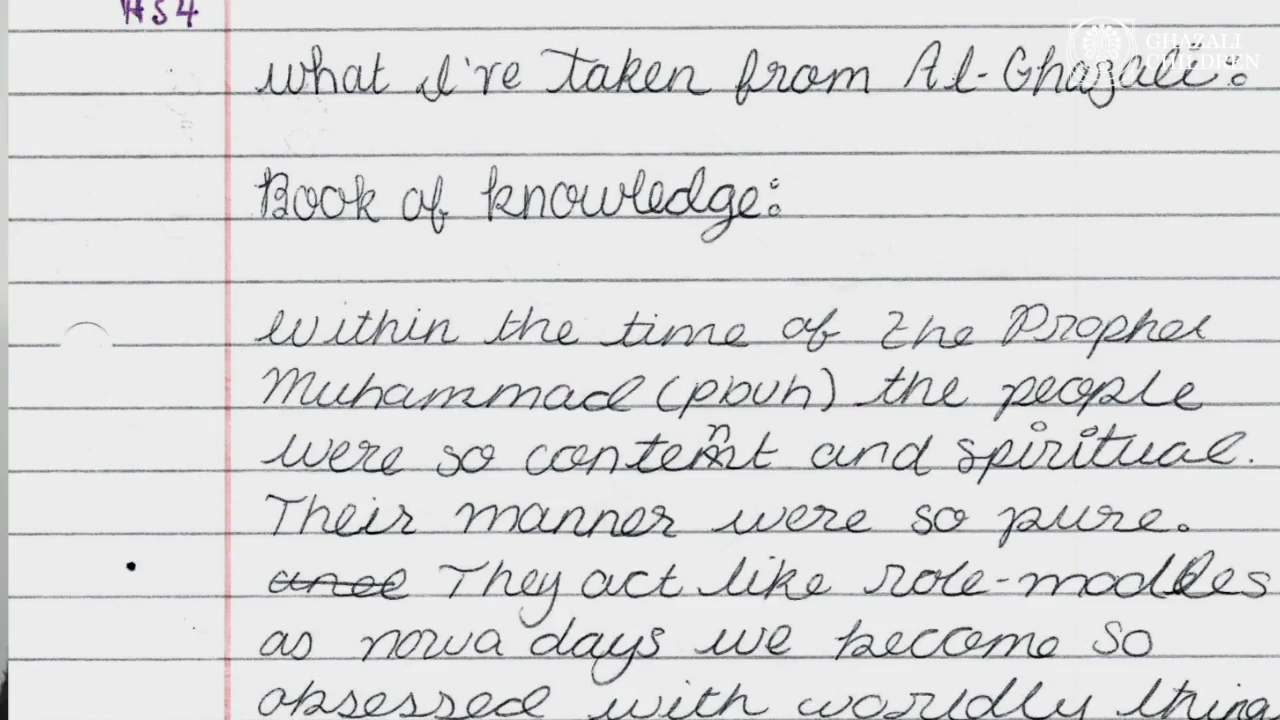 HS4
GHAZALI
CHILDREN
what I've taken from Al-Ghazali:
Book of knowledge:
within the time of the Prophet
Muhammad (pbuh) the people
were so content and spiritual.
Their manner were so pure.
and They act like role-modles
as nowa days we become so
obsessed with worldly thing